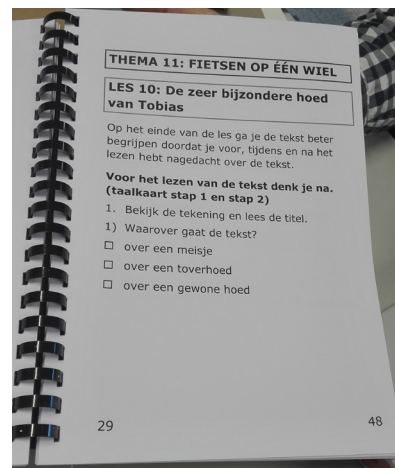 THEMA 11: FIETSEN OP ÉÉN WIEL
LES 10: De zeer bijzondere hoed
van Tobias
Op het einde van de les ga je de tekst beter
begrijpen doordat je voor, tijdens en na het
lezen hebt nagedacht over de tekst.
Voor het lezen van de tekst denk je na.
(taalkaart stap 1 en stap 2)
1. Bekijk de tekening en lees de titel.
1) Waarover gaat de tekst?
☐ over een meisje
☐ over een toverhoed
☐ over een gewone hoed
29 48